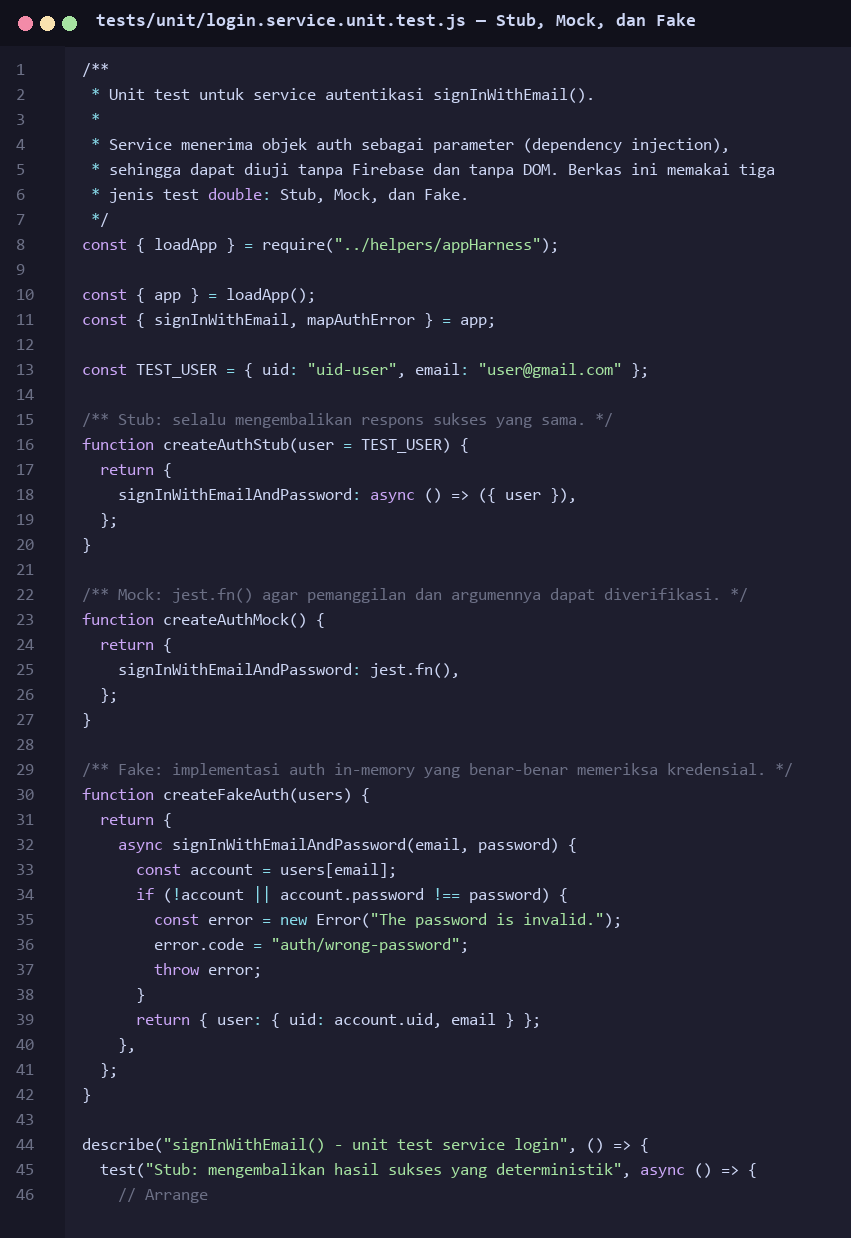 tests/unit/login.service.unit.test.js — Stub, Mock, dan Fake
1 /**
2  * Unit test untuk service autentikasi signInWithEmail().
3  *
4  * Service menerima objek auth sebagai parameter (dependency injection),
5  * sehingga dapat diuji tanpa Firebase dan tanpa DOM. Berkas ini memakai tiga
6  * jenis test double: Stub, Mock, dan Fake.
7  */
8 const { loadApp } = require("../helpers/appHarness");
9
10 const { app } = loadApp();
11 const { signInWithEmail, mapAuthError } = app;
12
13 const TEST_USER = { uid: "uid-user", email: "user@gmail.com" };
14
15 /** Stub: selalu mengembalikan respons sukses yang sama. */
16 function createAuthStub(user = TEST_USER) {
17   return {
18     signInWithEmailAndPassword: async () => ({ user }),
19   };
20 }
21
22 /** Mock: jest.fn() agar pemanggilan dan argumennya dapat diverifikasi. */
23 function createAuthMock() {
24   return {
25     signInWithEmailAndPassword: jest.fn(),
26   };
27 }
28
29 /** Fake: implementasi auth in-memory yang benar-benar memeriksa kredensial. */
30 function createFakeAuth(users) {
31   return {
32     async signInWithEmailAndPassword(email, password) {
33       const account = users[email];
34       if (!account || account.password !== password) {
35         const error = new Error("The password is invalid.");
36         error.code = "auth/wrong-password";
37         throw error;
38       }
39       return { user: { uid: account.uid, email } };
40     },
41   };
42 }
43
44 describe("signInWithEmail() - unit test service login", () => {
45   test("Stub: mengembalikan hasil sukses yang deterministik", async () => {
46     // Arrange